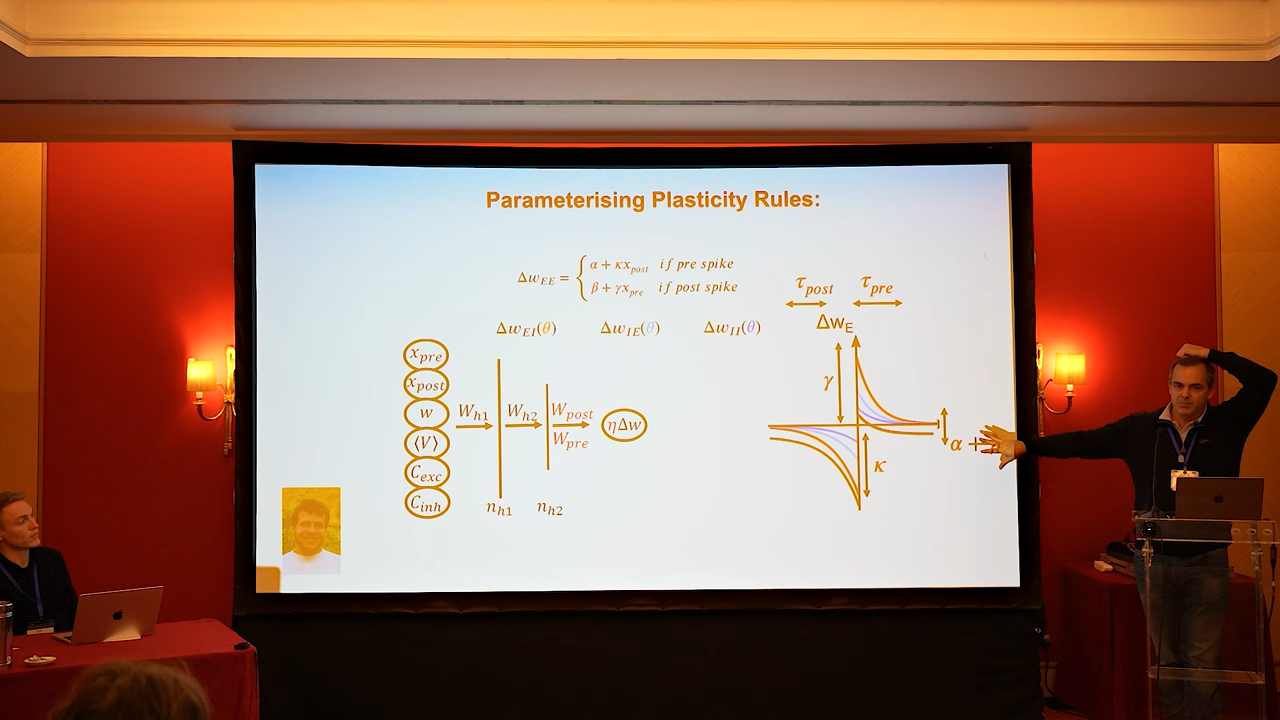 Parameterising Plasticity Rules:
Δw_EE = { α + κx_post if pre spike
β + γx_pre if post spike
τ_post τ_pre
Δw_EI(θ) Δw_IE(θ) Δw_II(θ)
Δw_E
x_pre
x_post
w
⟨V⟩
C_exc
C_inh
W_h1
W_h2
W_post
W_pre
ηΔw
n_h1 n_h2
γ
κ
α +